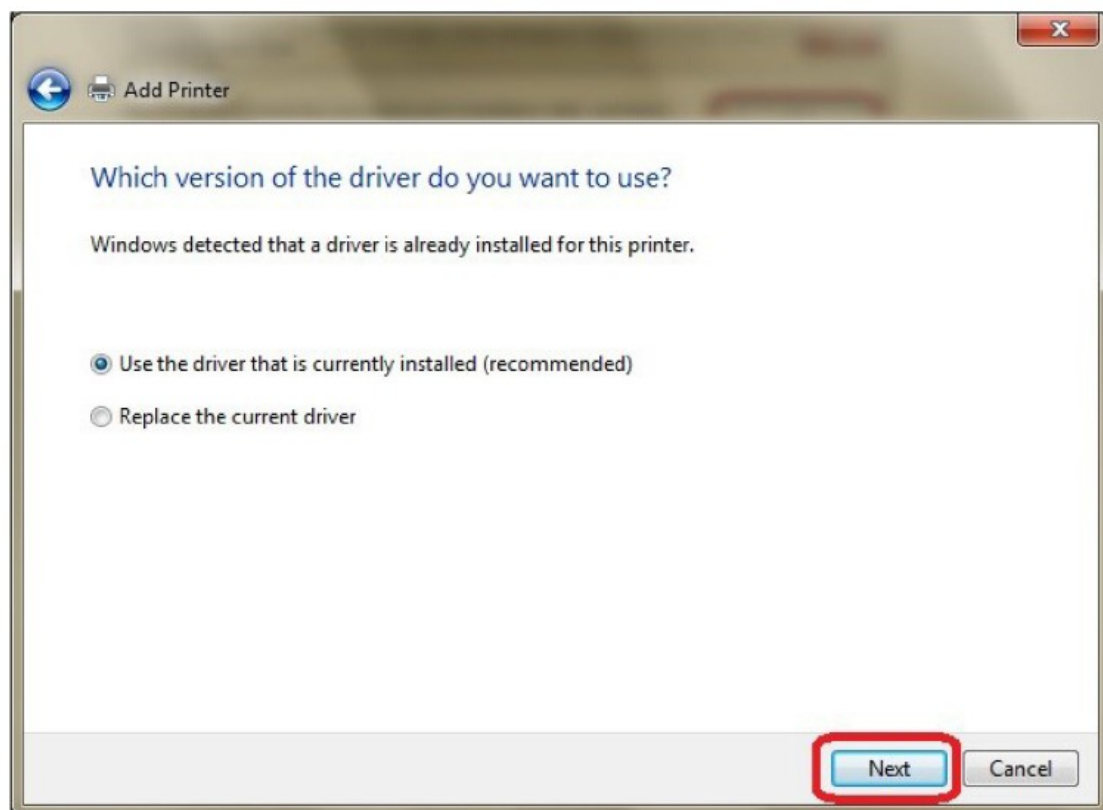 Add Printer
Which version of the driver do you want to use?
Windows detected that a driver is already installed for this printer.
Use the driver that is currently installed (recommended)
Replace the current driver
Next
Cancel